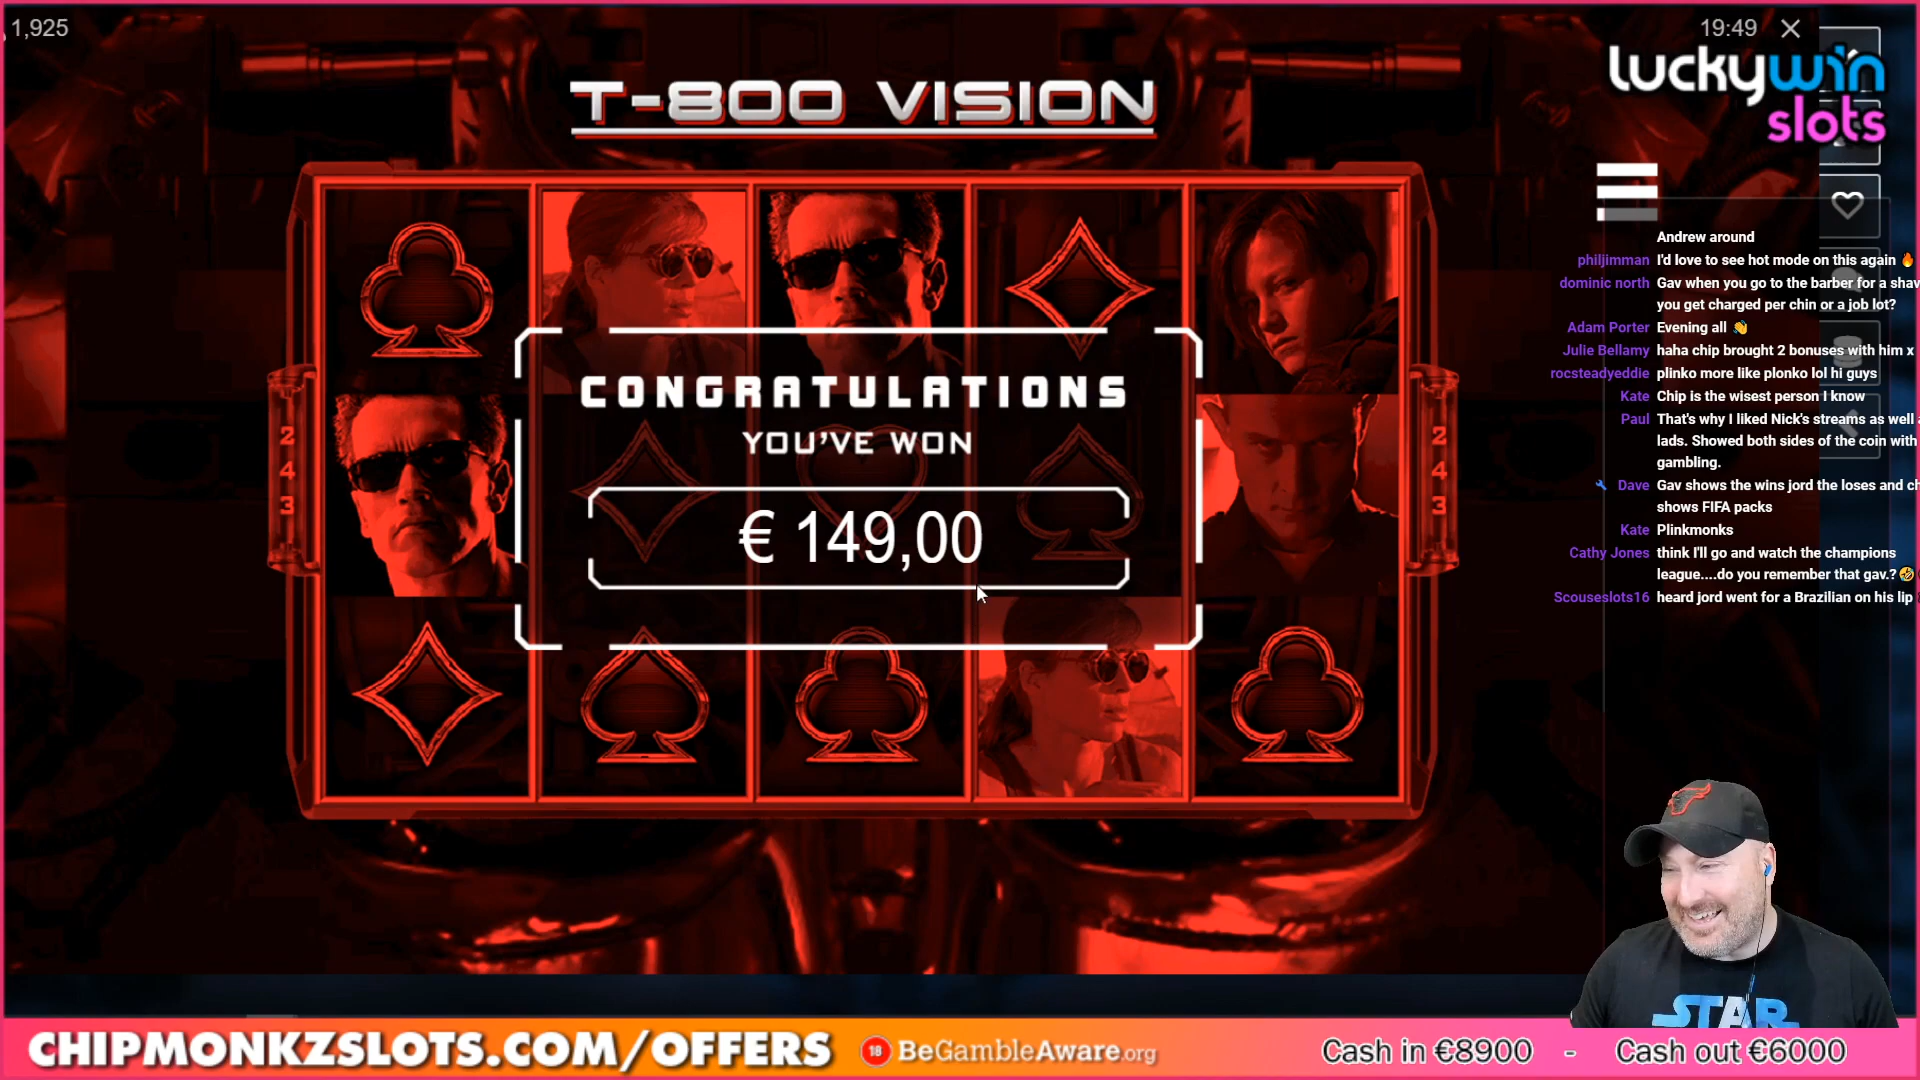 1,925
19:49
T-800 VISION
luckywin
slots
Andrew around
philjimman I'd love to see hot mode on this again 🔥
dominic north Gav when you go to the barber for a shav
you get charged per chin or a job lot?
Adam Porter Evening all 👋
Julie Bellamy haha chip brought 2 bonuses with him x
rocsteadyeddie plinko more like plonko lol hi guys
Kate Chip is the wisest person I know
Paul That's why I liked Nick's streams as well a
lads. Showed both sides of the coin with
gambling.
Dave Gav shows the wins jord the loses and ch
shows FIFA packs
Kate Plinkmonks
Cathy Jones think I'll go and watch the champions
league....do you remember that gav.? 🤣
Scouseslots16 heard jord went for a Brazilian on his lip
CONGRATULATIONS
YOU'VE WON
€ 149,00
2
4
3
2
4
3
STAR
CHIPMONKZSLOTS.COM/OFFERS
18 BeGambleAware.org
Cash in €8900 - Cash out €6000